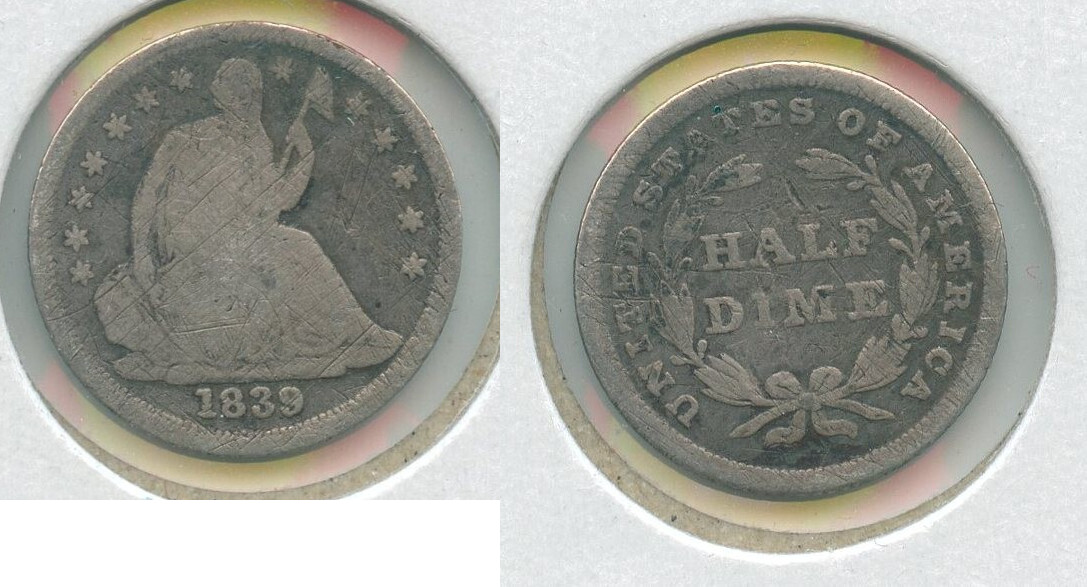 1839
UNITED STATES OF AMERICA
HALF
DIME